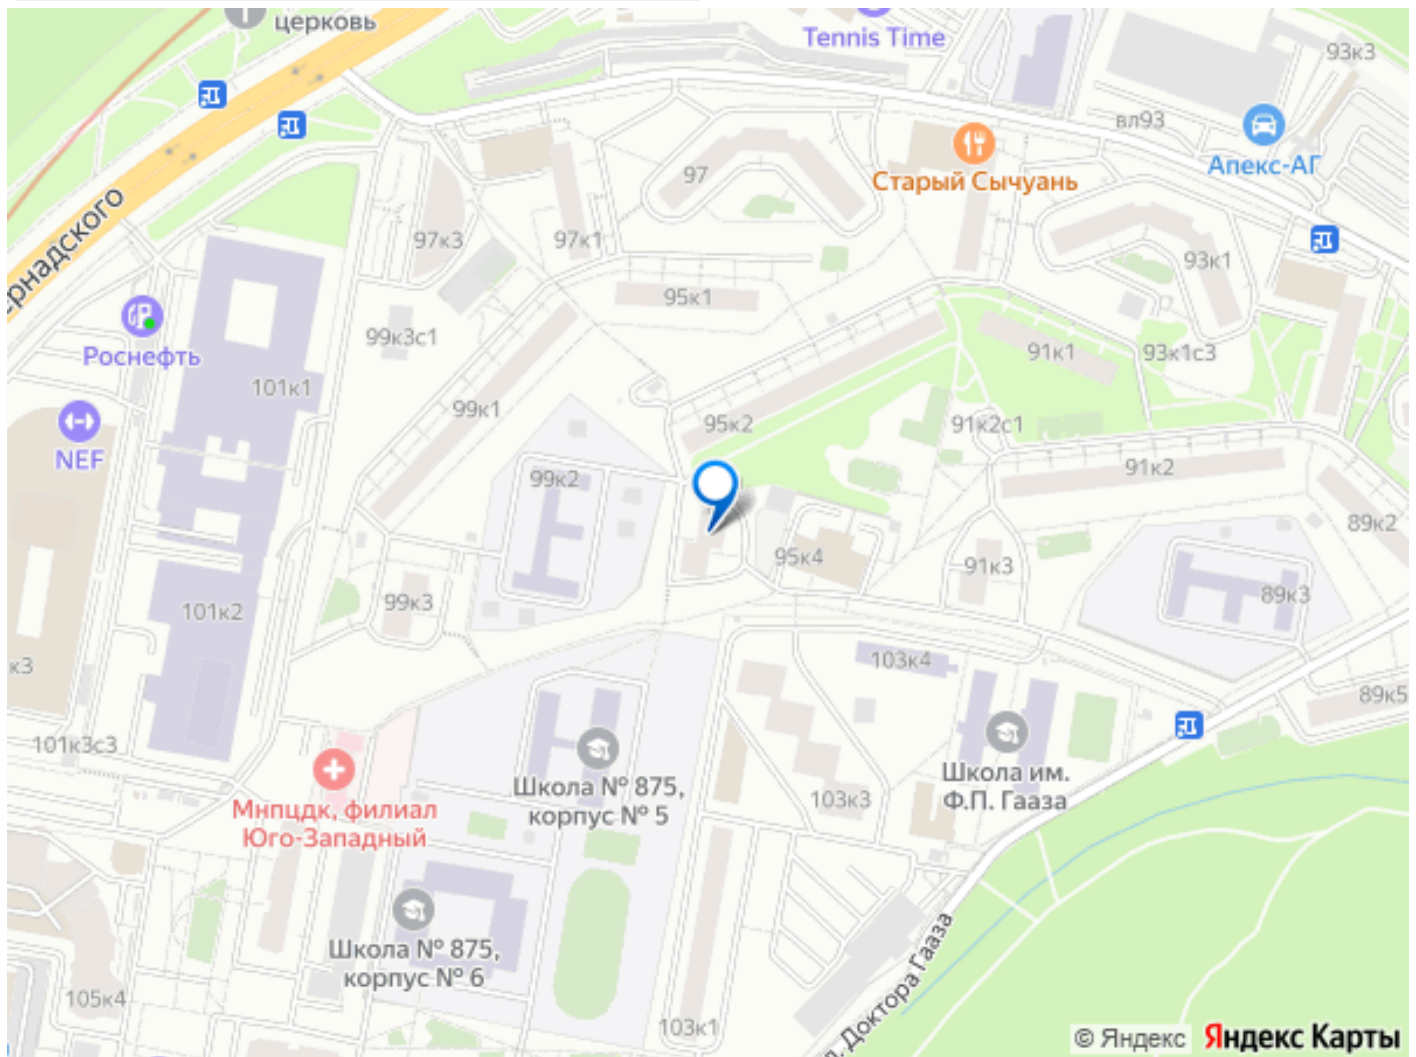 церковь
Tennis Time
93к3
вл93
Апекс-АГ
Старый Сычуань
97
97к3
97к1
93к1
ернадского
95к1
99к3с1
Роснефть
101к1
91к1
93к1с3
99к1
95к2
91к2с1
NEF
99к2
91к2
89к2
95к4
91к3
99к3
101к2
89к3
к3
103к4
89к5
101к3с3
Школа № 875,
корпус № 5
Школа им.
Ф.П. Гааза
103к3
Мнпцдк, филиал
Юго-Западный
Школа № 875,
корпус № 6
105к4
103к1
л. Доктора Гааза
© Яндекс Яндекс Карты